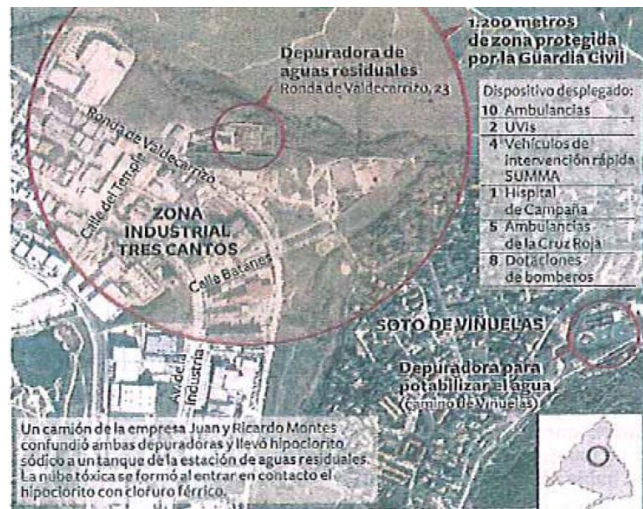 1.200 metros
de zona protegida
por la Guardia Civil
Depuradora de
aguas residuales
Ronda de Valdecarrizo, 23
Dispositivo desplegado:
10 Ambulancias
2 UVIs
4 Vehículos de
intervención rápida
SUMMA
1 Hispital
de Campaña
5 Ambulancias
de la Cruz Roja
8 Dotaciones
de bomberos
Ronda de Valdecarrizo
Calle del Temple
ZONA
INDUSTRIAL
TRES CANTOS
Calle Batanes
Av. de la
Industria
SOTO DE VIÑUELAS
Depuradora para
potabilizar el agua
(camino de Viñuelas)
Un camión de la empresa Juan y Ricardo Montes
confundió ambas depuradoras y llevó hipoclorito
sódico a un tanque de la estación de aguas residuales.
La nube tóxica se formó al entrar en contacto el
hipoclorito con cloruro férrico.